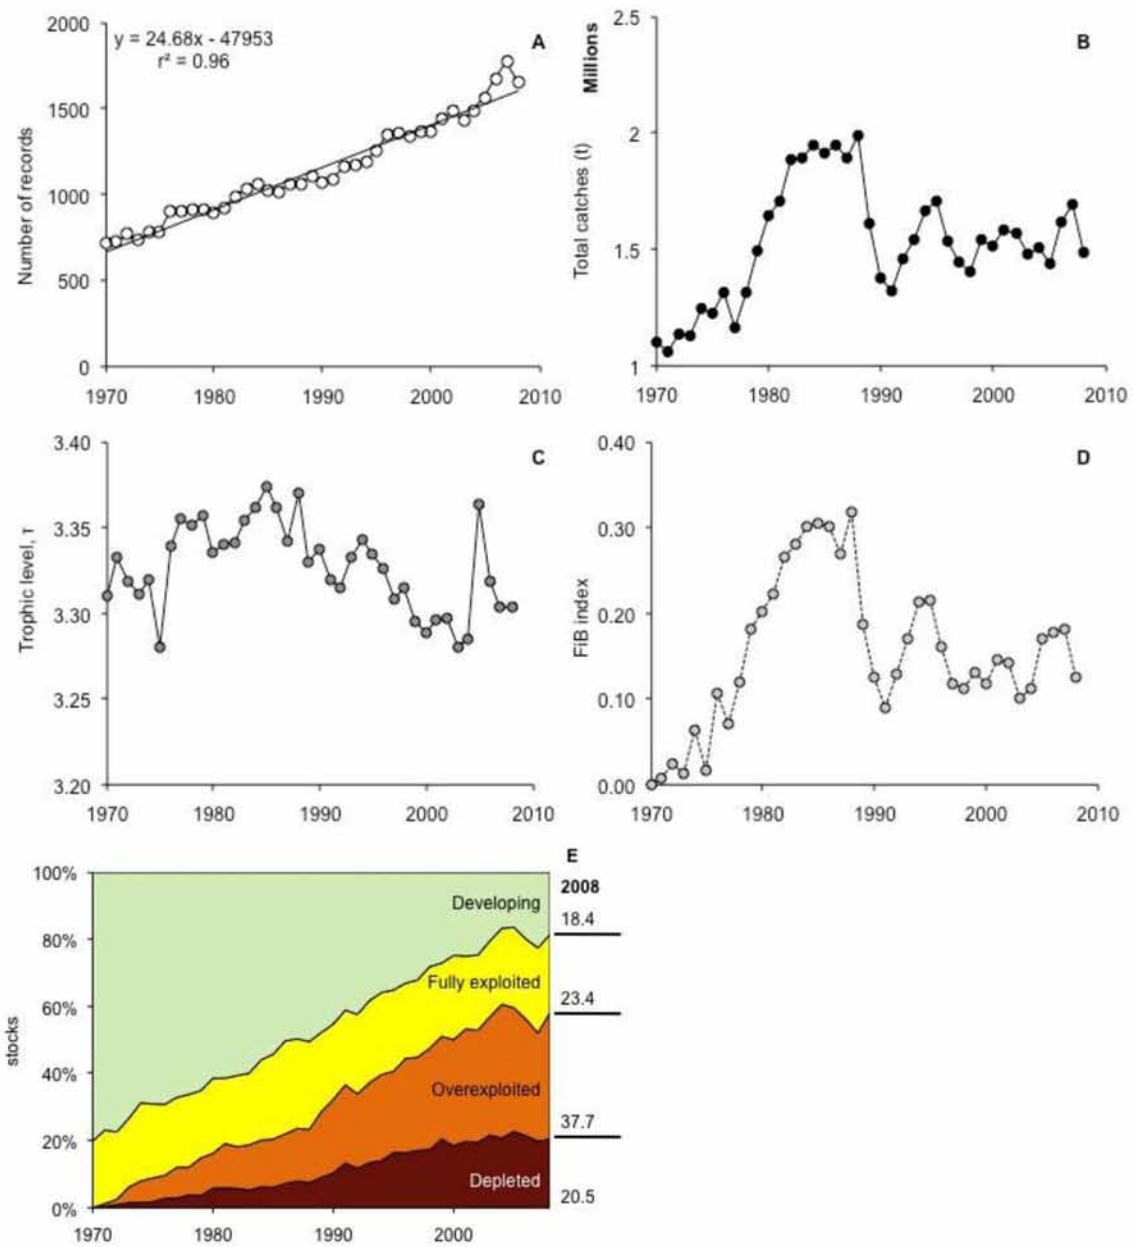 A
y = 24.68x - 47953
r² = 0.96
Number of records
2000
1500
1000
500
0
1970 1980 1990 2000 2010
B
Millions
Total catches (t)
2.5
2
1.5
1
1970 1980 1990 2000 2010
C
Trophic level, τ
3.40
3.35
3.30
3.25
3.20
1970 1980 1990 2000 2010
D
FiB index
0.40
0.30
0.20
0.10
0.00
1970 1980 1990 2000 2010
E
stocks
100%
80%
60%
40%
20%
0%
1970 1980 1990 2000
Developing
Fully exploited
Overexploited
Depleted
2008
18.4
23.4
37.7
20.5